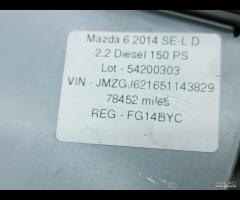 Mazda 6 2014 SE-L D
2.2 Diesel 150 PS
Lot - 54200303
VIN - JMZGJ621651143829
78452 miles
REG - FG14BYC